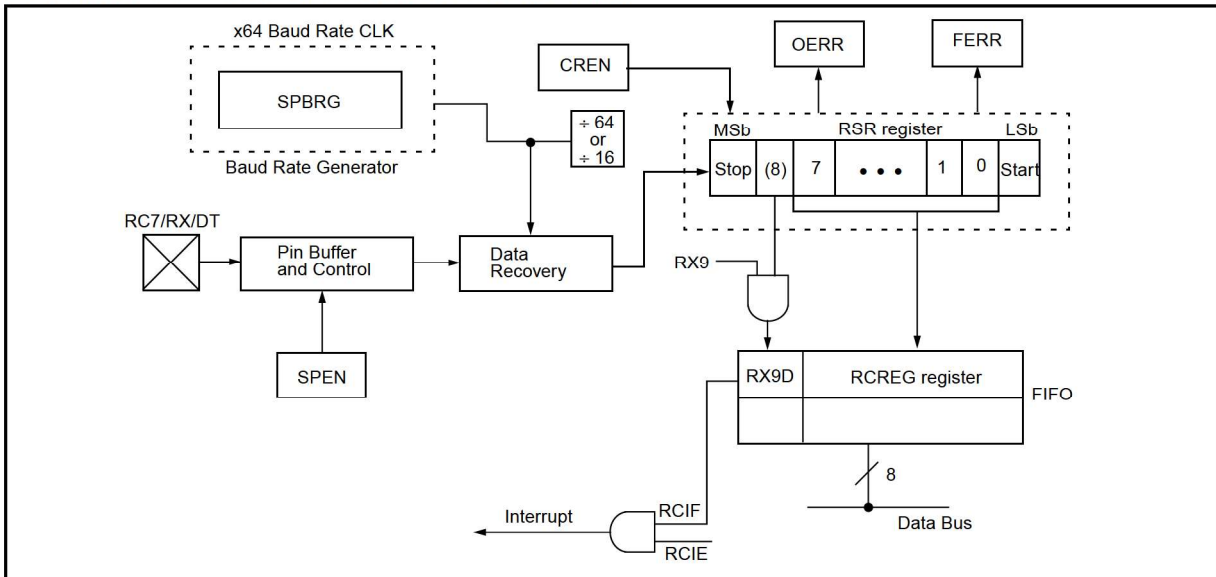 x64 Baud Rate CLK
SPBRG
Baud Rate Generator
CREN
OERR
FERR
÷ 64
or
÷ 16
MSb
RSR register
LSb
Stop
(8)
7
• • •
1
0
Start
RC7/RX/DT
Pin Buffer
and Control
Data
Recovery
SPEN
RX9
RX9D
RCREG register
FIFO
8
Data Bus
Interrupt
RCIF
RCIE